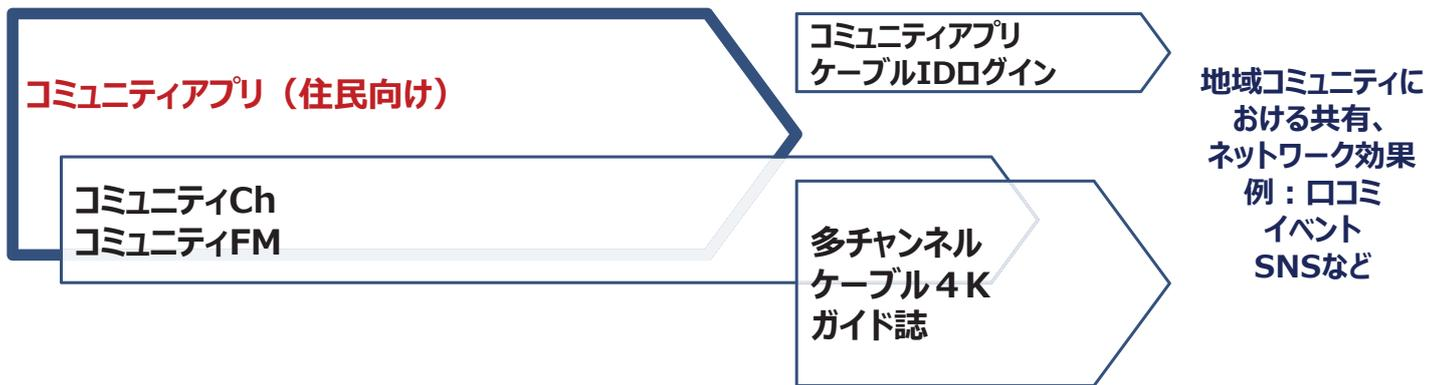 コミュニティアプリ（住民向け）
コミュニティCh
コミュニティFM
コミュニティアプリ
ケーブルIDログイン
多チャンネル
ケーブル４K
ガイド誌
地域コミュニティに
おける共有、
ネットワーク効果
例：口コミ
イベント
SNSなど